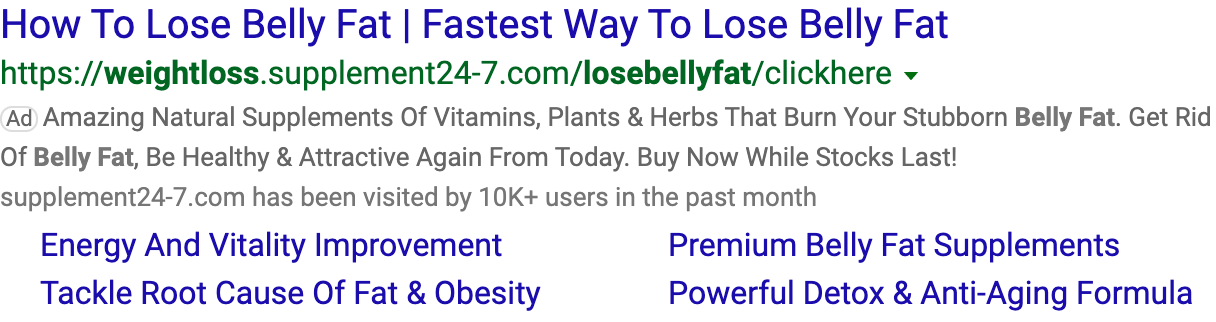 How To Lose Belly Fat | Fastest Way To Lose Belly Fat
https://weightloss.supplement24-7.com/losebellyfat/clickhere
Ad Amazing Natural Supplements Of Vitamins, Plants & Herbs That Burn Your Stubborn Belly Fat. Get Rid
Of Belly Fat, Be Healthy & Attractive Again From Today. Buy Now While Stocks Last!
supplement24-7.com has been visited by 10K+ users in the past month
Energy And Vitality Improvement Premium Belly Fat Supplements
Tackle Root Cause Of Fat & Obesity Powerful Detox & Anti-Aging Formula